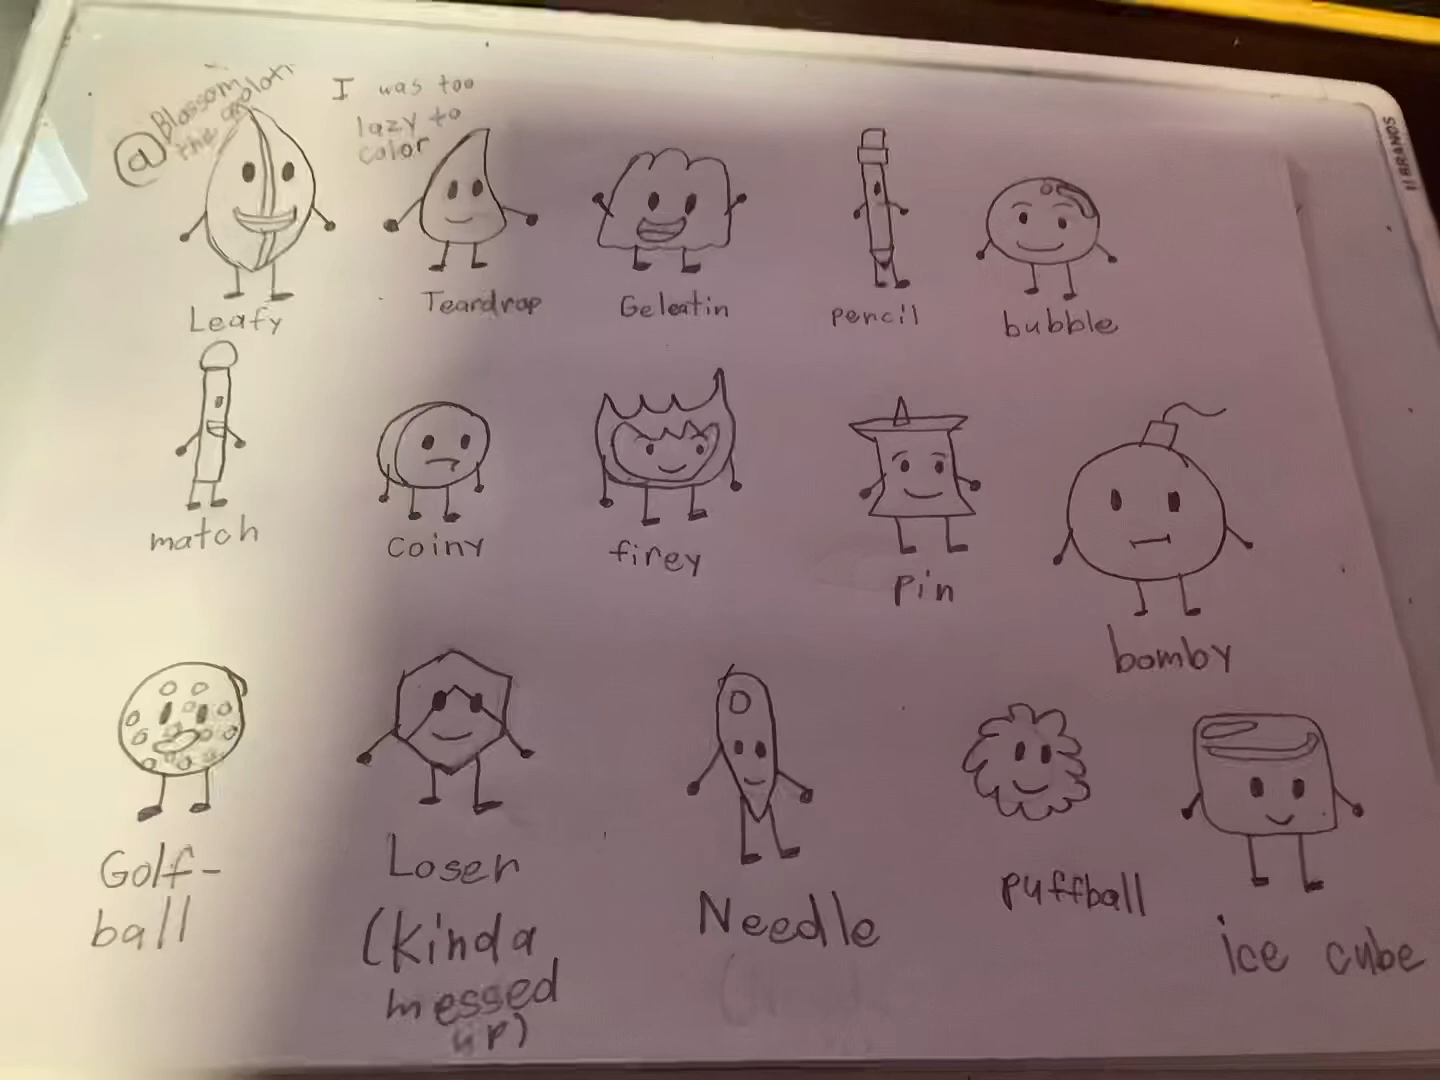 @Blossom
the axolotl
I was too
lazy to
color
Leafy
Teardrop
Geleatin
pencil
bubble
match
coiny
firey
pin
bomby
Golf-
ball
Loser
(kinda
messed
up)
Needle
puffball
ice cube
BRANDS